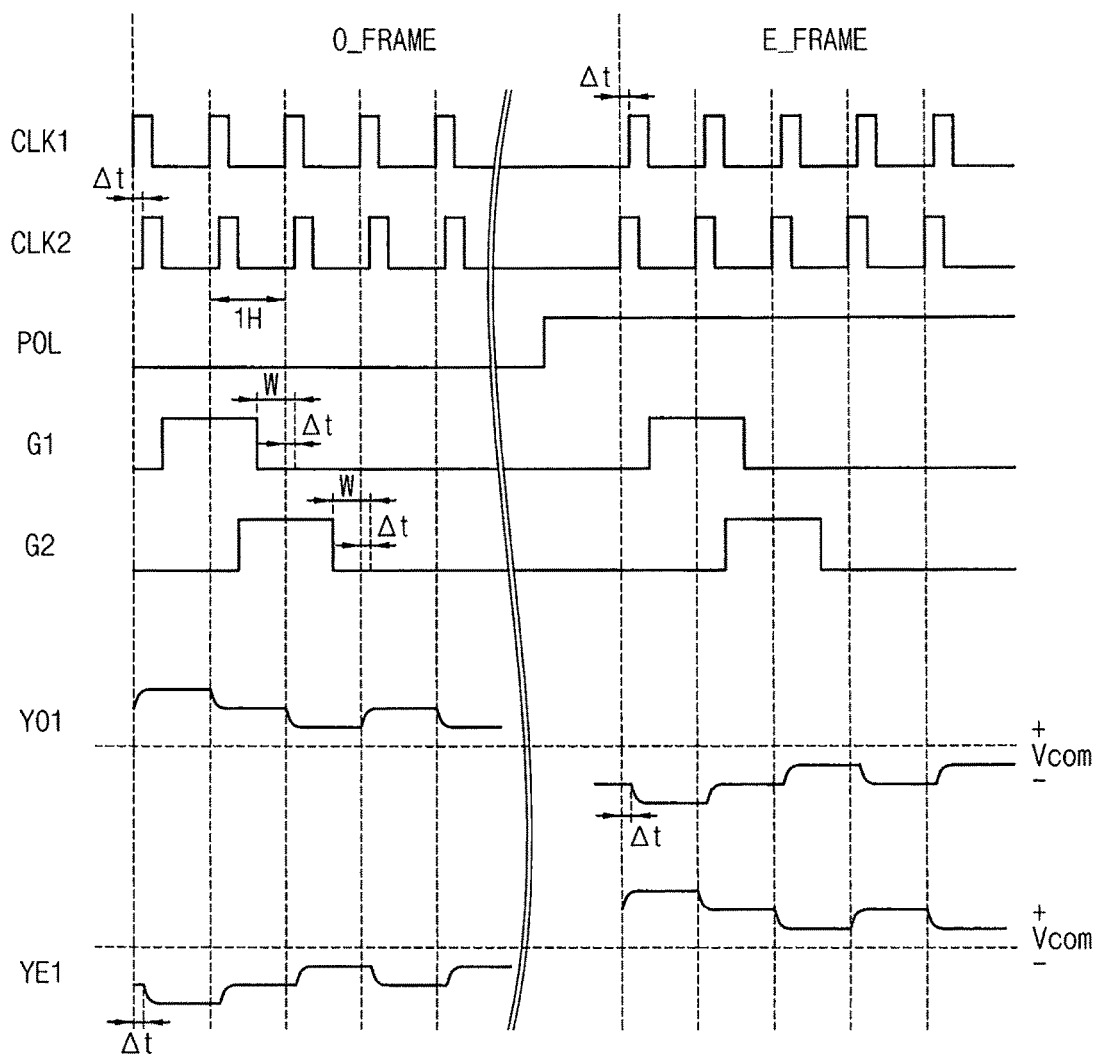 O_FRAME
E_FRAME
Δt
CLK1
Δt
CLK2
1H
POL
W
Δt
G1
W
Δt
G2
YO1
+
Vcom
−
Δt
+
Vcom
−
YE1
Δt